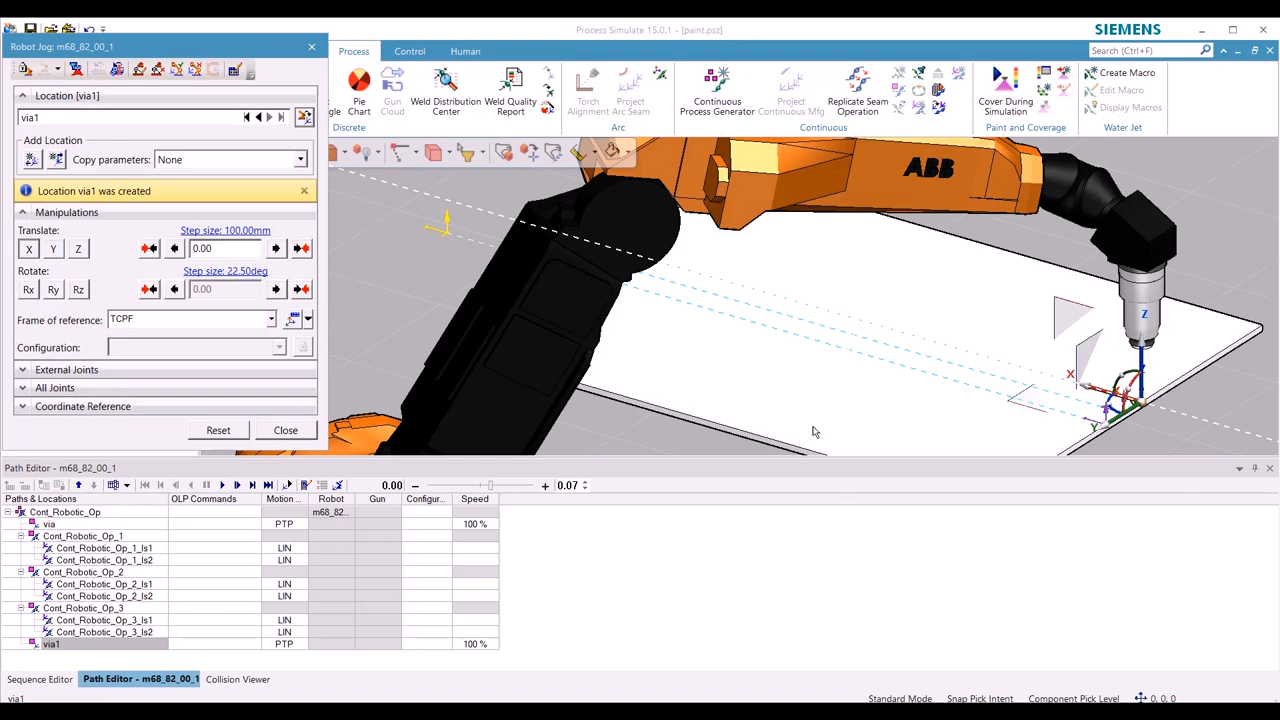 Process Simulate 15.0.1 - [paint.psz]
SIEMENS
Robot Jog: m68_82_00_1
Process
Control
Human
Search (Ctrl+F)
Pie
Chart
Gun
Cloud
Weld Distribution
Center
Weld Quality
Report
Torch
Alignment
Project
Arc Seam
Continuous
Process Generator
Project
Continuous Mfg
Replicate Seam
Operation
Cover During
Simulation
Create Macro
Edit Macro
Display Macros
Discrete
Arc
Continuous
Paint and Coverage
Water Jet
Location [via1]
via1
Add Location
Copy parameters:
None
Location via1 was created
Manipulations
Translate:
Step size: 100.00mm
X
Y
Z
0.00
Rotate:
Step size: 22.50deg
Rx
Ry
Rz
0.00
Frame of reference:
TCPF
Configuration:
External Joints
All Joints
Coordinate Reference
Reset
Close
ABB
Z
X
Y
Path Editor - m68_82_00_1
0.00
0.07
Paths & Locations
OLP Commands
Motion ...
Robot
Gun
Configur...
Speed
Cont_Robotic_Op
m68_82...
via
PTP
100 %
Cont_Robotic_Op_1
Cont_Robotic_Op_1_ls1
LIN
Cont_Robotic_Op_1_ls2
LIN
Cont_Robotic_Op_2
Cont_Robotic_Op_2_ls1
LIN
Cont_Robotic_Op_2_ls2
LIN
Cont_Robotic_Op_3
Cont_Robotic_Op_3_ls1
LIN
Cont_Robotic_Op_3_ls2
LIN
via1
PTP
100 %
Sequence Editor
Path Editor - m68_82_00_1
Collision Viewer
via1
Standard Mode
Snap Pick Intent
Component Pick Level
0, 0, 0